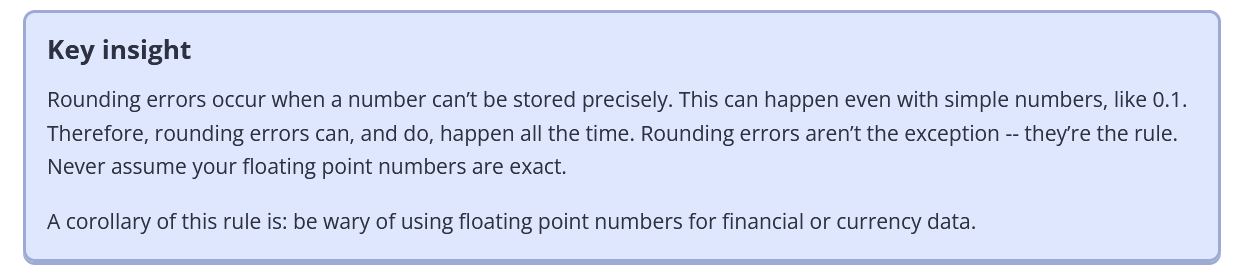 Key insight
Rounding errors occur when a number can’t be stored precisely. This can happen even with simple numbers, like 0.1.
Therefore, rounding errors can, and do, happen all the time. Rounding errors aren’t the exception -- they’re the rule.
Never assume your floating point numbers are exact.
A corollary of this rule is: be wary of using floating point numbers for financial or currency data.